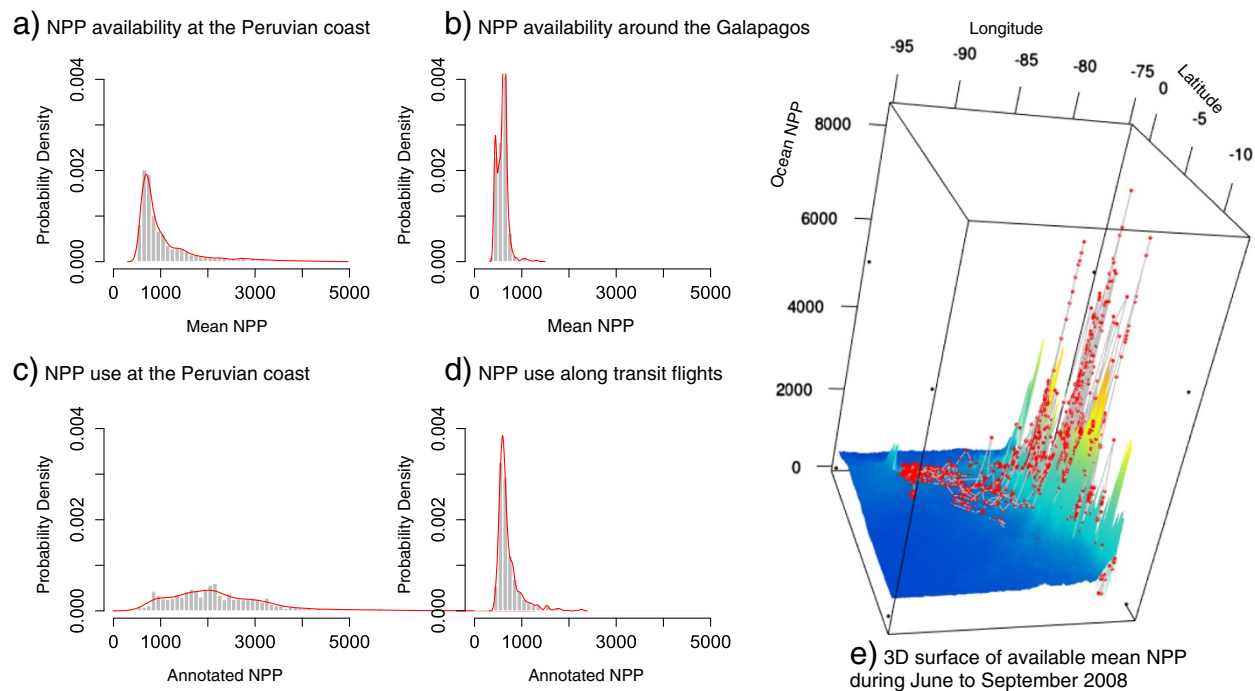 a) NPP availability at the Peruvian coast
Probability Density
0.000
0.002
0.004
0
1000
3000
5000
Mean NPP
b) NPP availability around the Galapagos
Probability Density
0.000
0.002
0.004
0
1000
3000
5000
Mean NPP
c) NPP use at the Peruvian coast
Probability Density
0.000
0.002
0.004
0
1000
3000
5000
Annotated NPP
d) NPP use along transit flights
Probability Density
0.000
0.002
0.004
0
1000
3000
5000
Annotated NPP
Longitude
-95
-90
-85
-80
-75
Latitude
0
-5
-10
Ocean NPP
8000
6000
4000
2000
0
e) 3D surface of available mean NPP
during June to September 2008